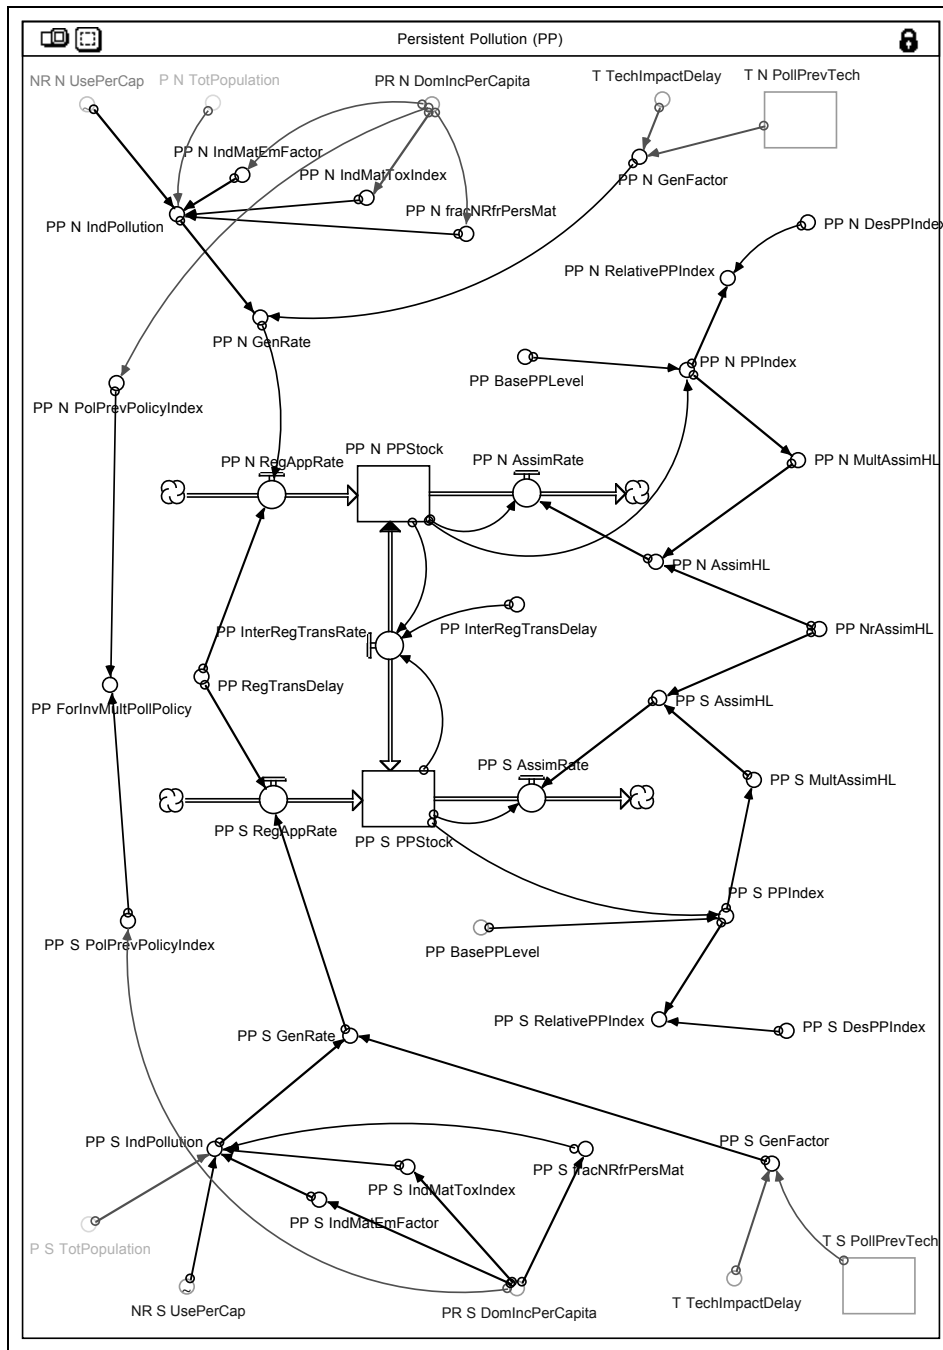 Persistent Pollution (PP)
NR N UsePerCap
P N TotPopulation
PR N DomIncPerCapita
T TechImpactDelay
T N PollPrevTech
PP N IndMatEmFactor
PP N IndMatToxIndex
PP N GenFactor
PP N fracNRfrPersMat
PP N IndPollution
PP N DesPPIndex
PP N RelativePPIndex
PP N GenRate
PP N PPIndex
PP BasePPLevel
PP N PolPrevPolicyIndex
PP N PPStock
PP N RegAppRate
PP N AssimRate
PP N MultAssimHL
PP N AssimHL
PP InterRegTransRate
PP InterRegTransDelay
PP NrAssimHL
PP RegTransDelay
PP S AssimHL
PP ForInvMultPollPolicy
PP S AssimRate
PP S MultAssimHL
PP S RegAppRate
PP S PPStock
PP S PPIndex
PP S PolPrevPolicyIndex
PP BasePPLevel
PP S RelativePPIndex
PP S DesPPIndex
PP S GenRate
PP S IndPollution
PP S GenFactor
PP S fracNRfrPersMat
PP S IndMatToxIndex
PP S IndMatEmFactor
P S TotPopulation
T S PollPrevTech
NR S UsePerCap
PR S DomIncPerCapita
T TechImpactDelay